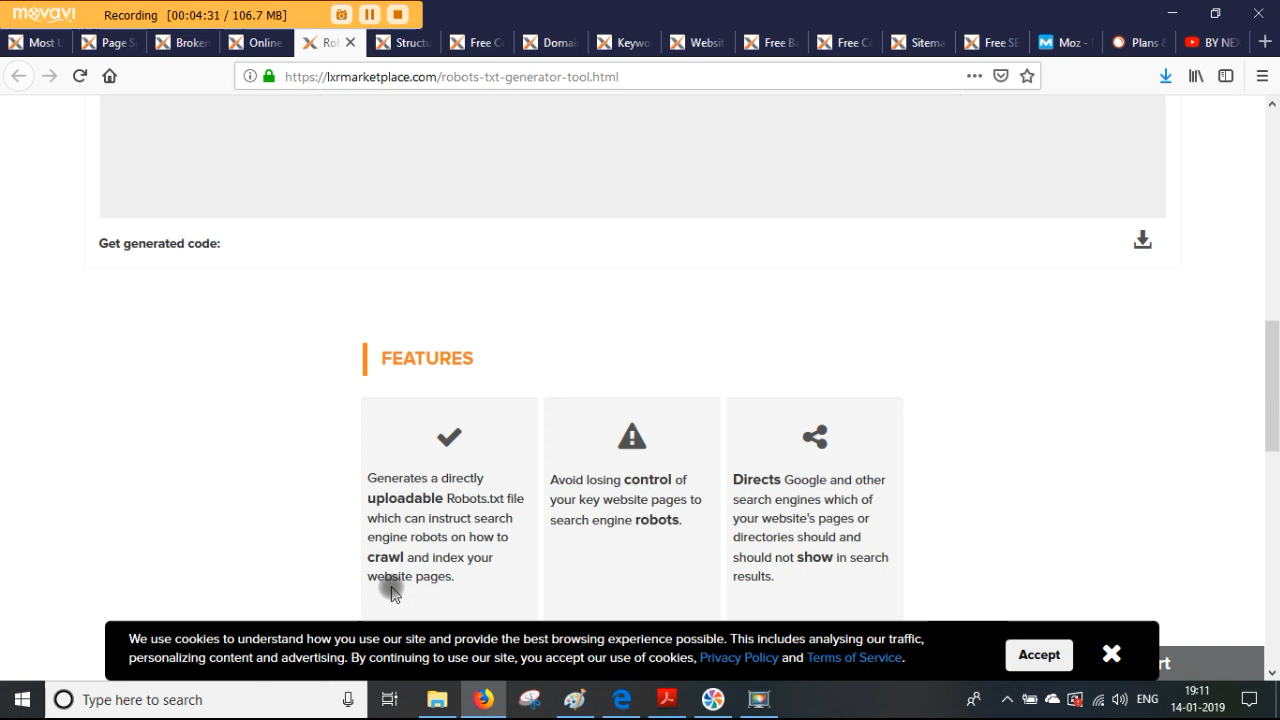 movavi
Recording [00:04:31 / 106.7 MB]
Most U
Page S
Broken
Online
Rob
Structu
Free C
Domai
Keywo
Websit
Free Ba
Free Co
Sitema
Free SE
Moz -
Plans &
BY NEX
https://lxrmarketplace.com/robots-txt-generator-tool.html
Get generated code:
FEATURES
Generates a directly
uploadable Robots.txt file
which can instruct search
engine robots on how to
crawl and index your
website pages.
Avoid losing control of
your key website pages to
search engine robots.
Directs Google and other
search engines which of
your website's pages or
directories should and
should not show in search
results.
We use cookies to understand how you use our site and provide the best browsing experience possible. This includes analysing our traffic,
personalizing content and advertising. By continuing to use our site, you accept our use of cookies, Privacy Policy and Terms of Service.
Accept
rt
Type here to search
ENG
19:11
14-01-2019